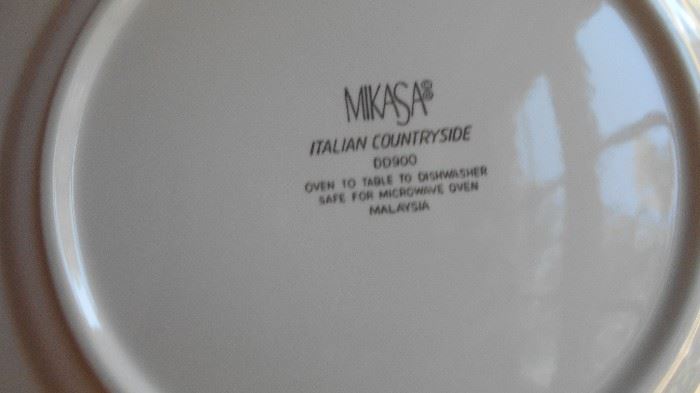 MIKASA®
ITALIAN COUNTRYSIDE
DD900
OVEN TO TABLE TO DISHWASHER
SAFE FOR MICROWAVE OVEN
MALAYSIA